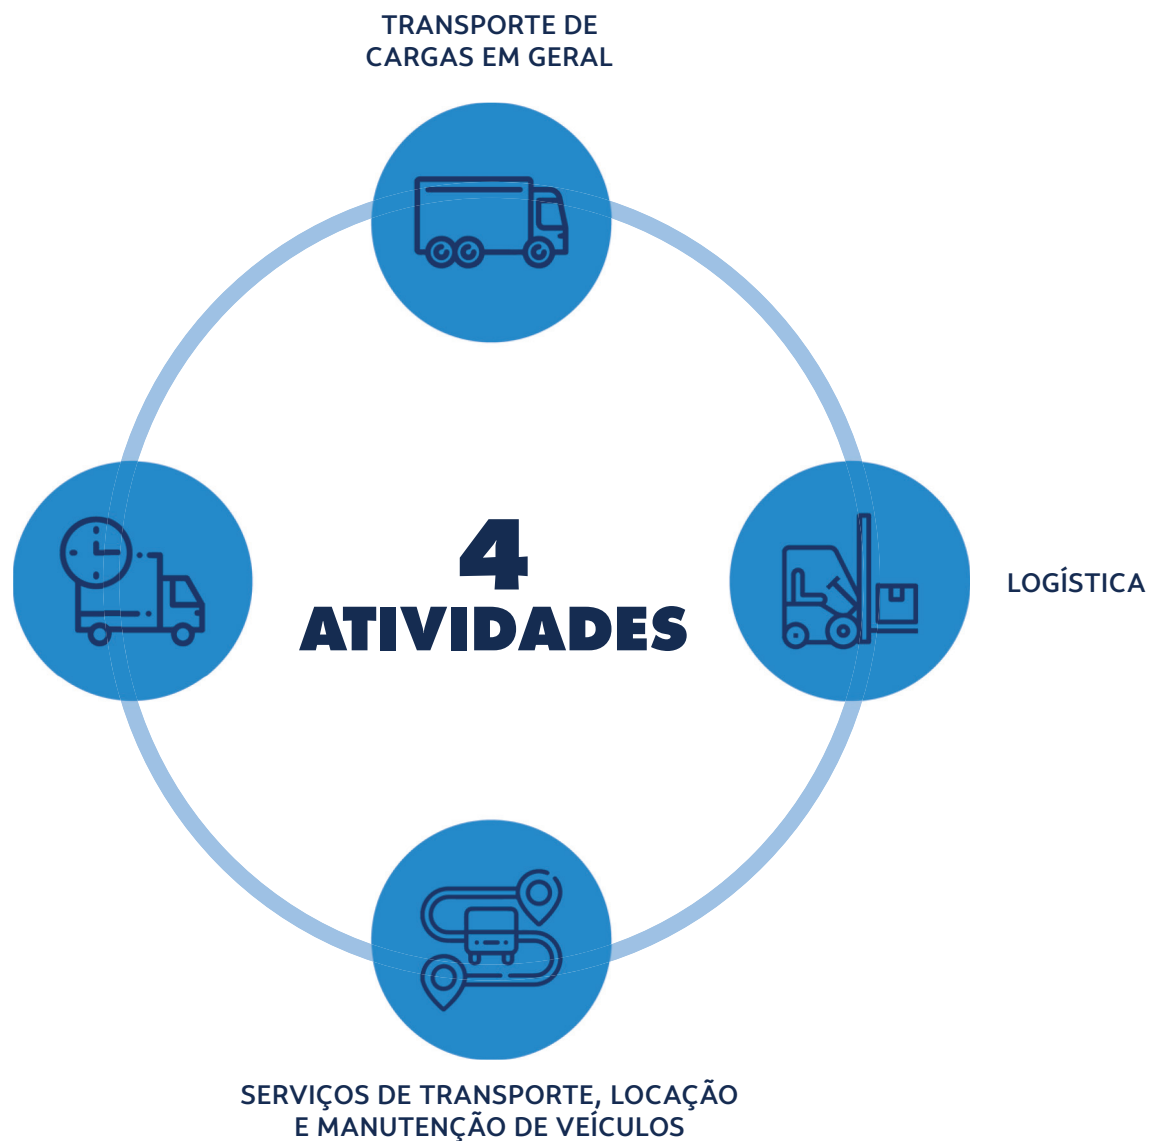 TRANSPORTE DE
CARGAS EM GERAL
4
ATIVIDADES
LOGÍSTICA
SERVIÇOS DE TRANSPORTE, LOCAÇÃO
E MANUTENÇÃO DE VEÍCULOS